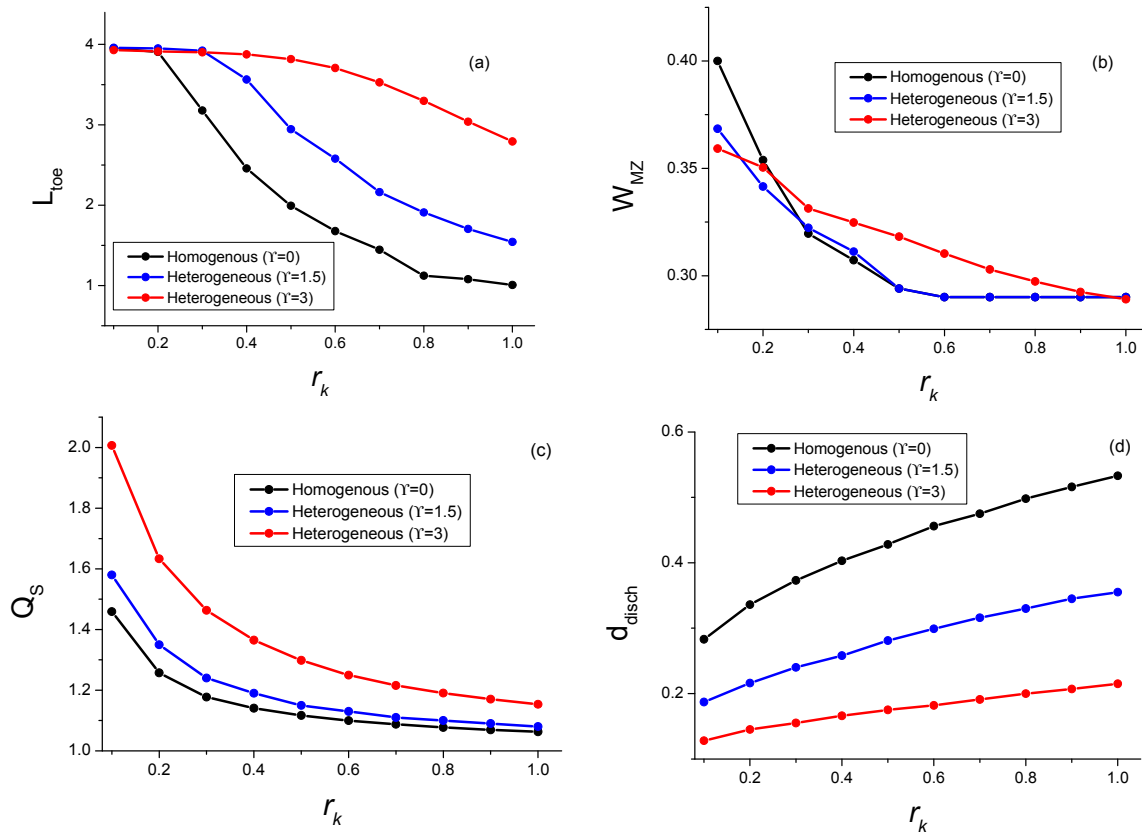 (a)
4
3
2
1
L_toe
Homogenous (ϒ=0)
Heterogeneous (ϒ=1.5)
Heterogeneous (ϒ=3)
0.2 0.4 0.6 0.8 1.0
r_k
(b)
0.40
0.35
0.30
W_MZ
Homogenous (ϒ=0)
Heterogeneous (ϒ=1.5)
Heterogeneous (ϒ=3)
0.2 0.4 0.6 0.8 1.0
r_k
(c)
2.0
1.8
1.6
1.4
1.2
1.0
Q_S
Homogenous (ϒ=0)
Heterogeneous (ϒ=1.5)
Heterogeneous (ϒ=3)
0.2 0.4 0.6 0.8 1.0
r_k
(d)
0.6
0.4
0.2
d_disch
Homogenous (ϒ=0)
Heterogeneous (ϒ=1.5)
Heterogeneous (ϒ=3)
0.2 0.4 0.6 0.8 1.0
r_k